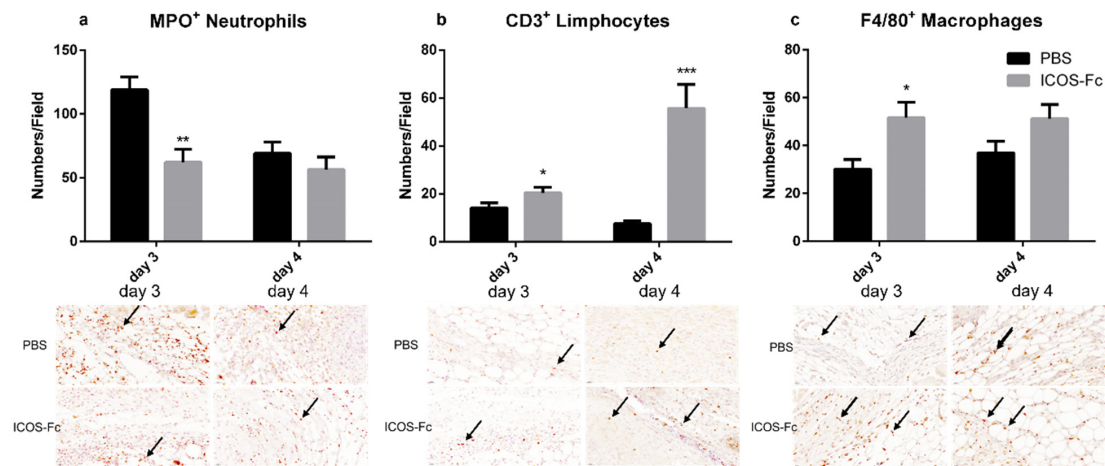 a MPO⁺ Neutrophils
150
100
50
0
Numbers/Field
**
day 3
day 4
day 3 day 4
PBS
ICOS-Fc
b CD3⁺ Limphocytes
80
60
40
20
0
Numbers/Field
*
***
day 3
day 4
day 3 day 4
PBS
ICOS-Fc
c F4/80⁺ Macrophages
80
60
40
20
0
Numbers/Field
*
PBS
ICOS-Fc
day 3
day 4
day 3 day 4
PBS
ICOS-Fc